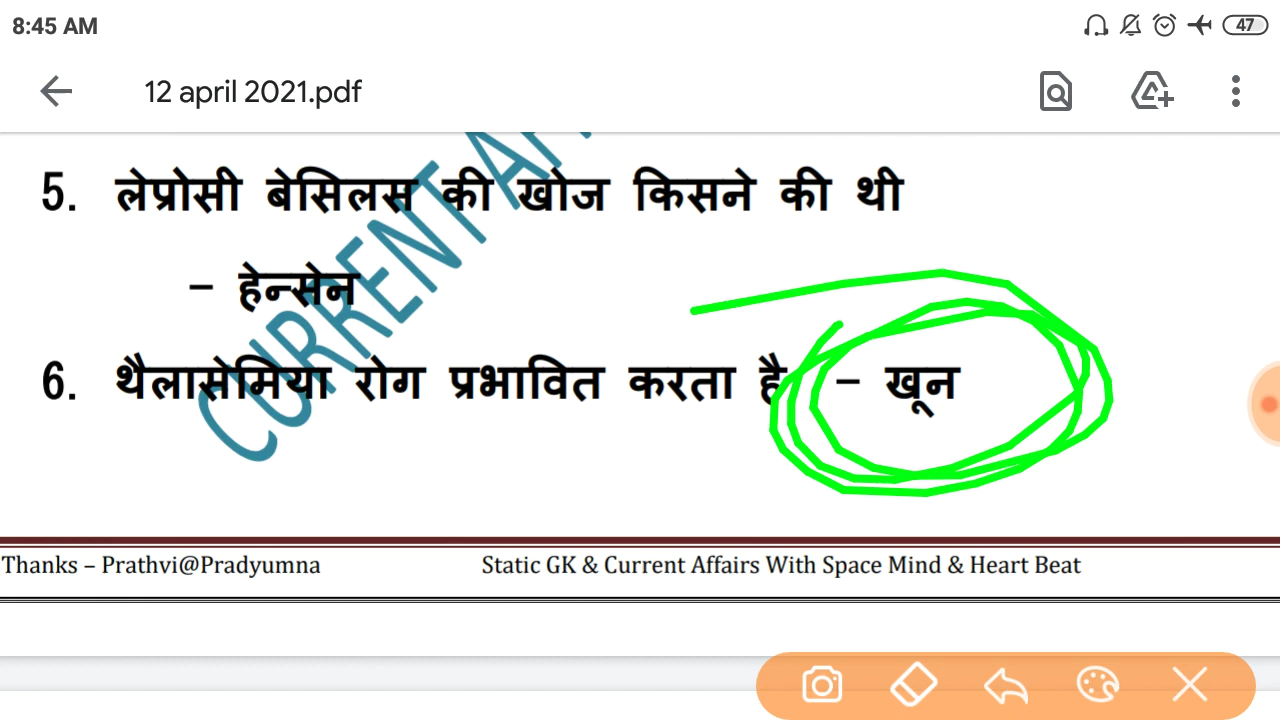 8:45 AM 47
12 april 2021.pdf
5. लेप्रोसी बेसिलस की खोज किसने की थी
– हेन्सेन
6. थैलासेमिया रोग प्रभावित करता है – खून
CURRENT
Thanks – Prathvi@Pradyumna Static GK & Current Affairs With Space Mind & Heart Beat